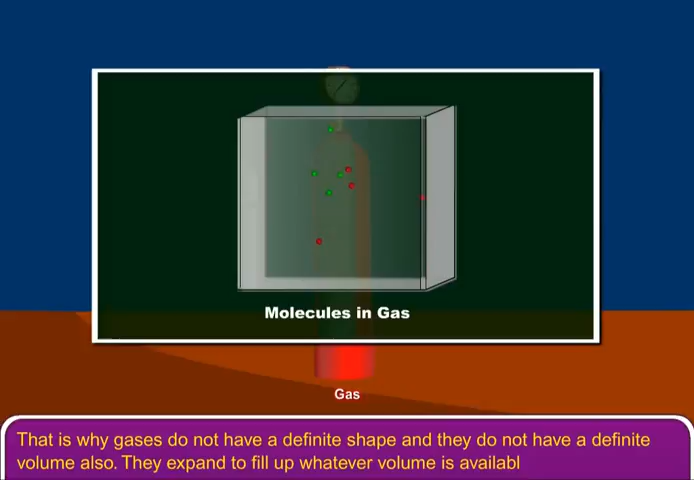 Molecules in Gas
Gas
That is why gases do not have a definite shape and they do not have a definite
volume also. They expand to fill up whatever volume is availabl